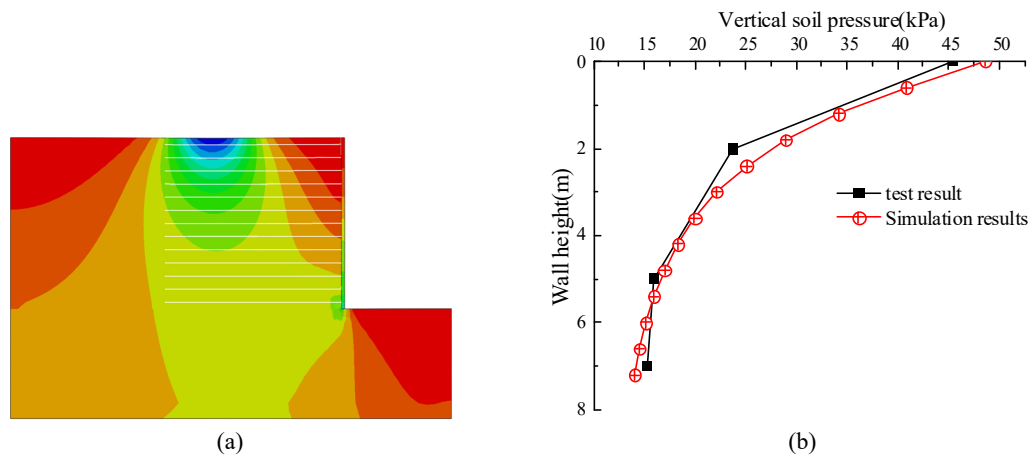 Vertical soil pressure(kPa)
10 15 20 25 30 35 40 45 50
0
2
4
6
8
Wall height(m)
test result
Simulation results
(a)
(b)